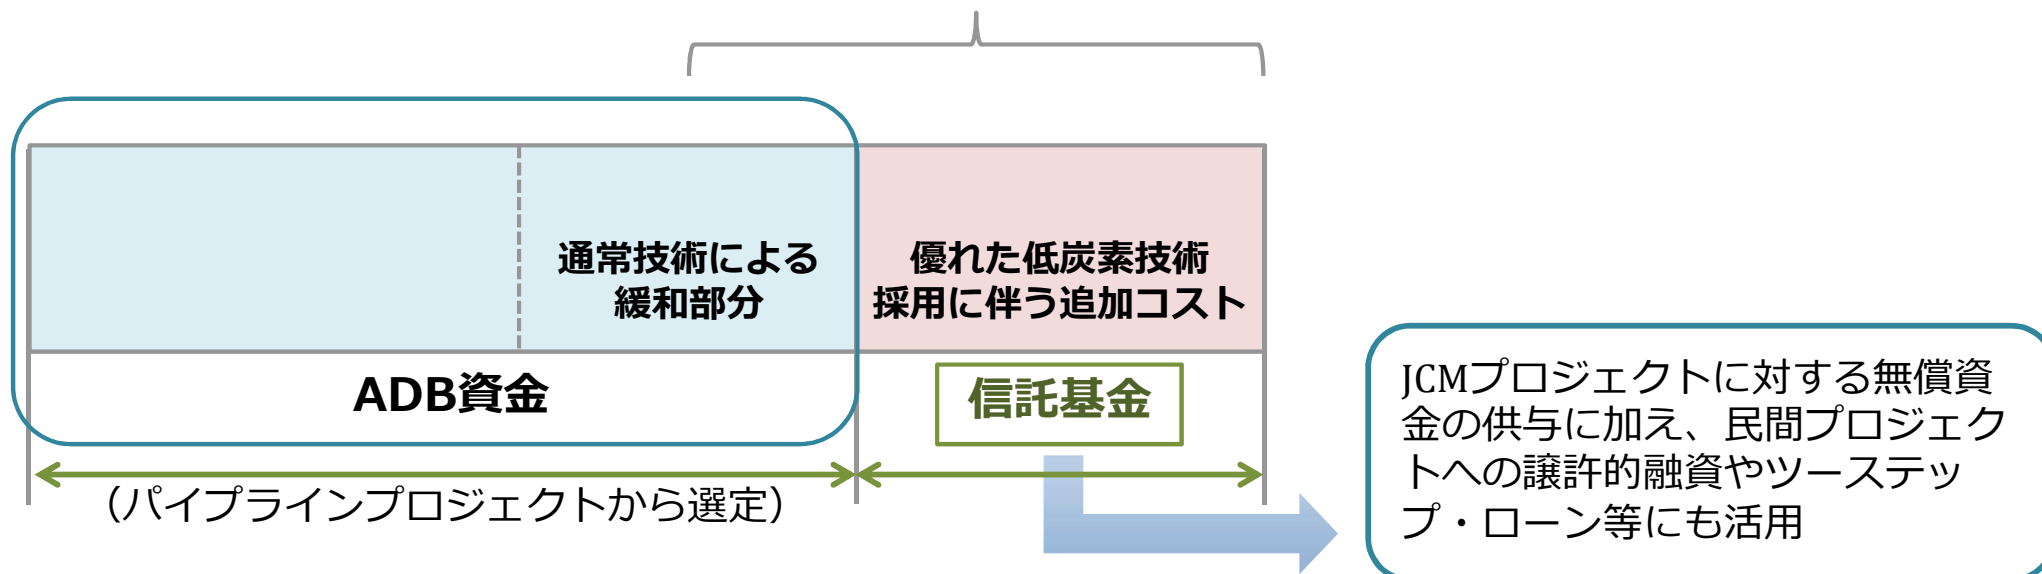 通常技術による
緩和部分
優れた低炭素技術
採用に伴う追加コスト
ADB資金
信託基金
（パイプラインプロジェクトから選定）
JCMプロジェクトに対する無償資
金の供与に加え、民間プロジェク
トへの譲許的融資やツーステッ
プ・ローン等にも活用